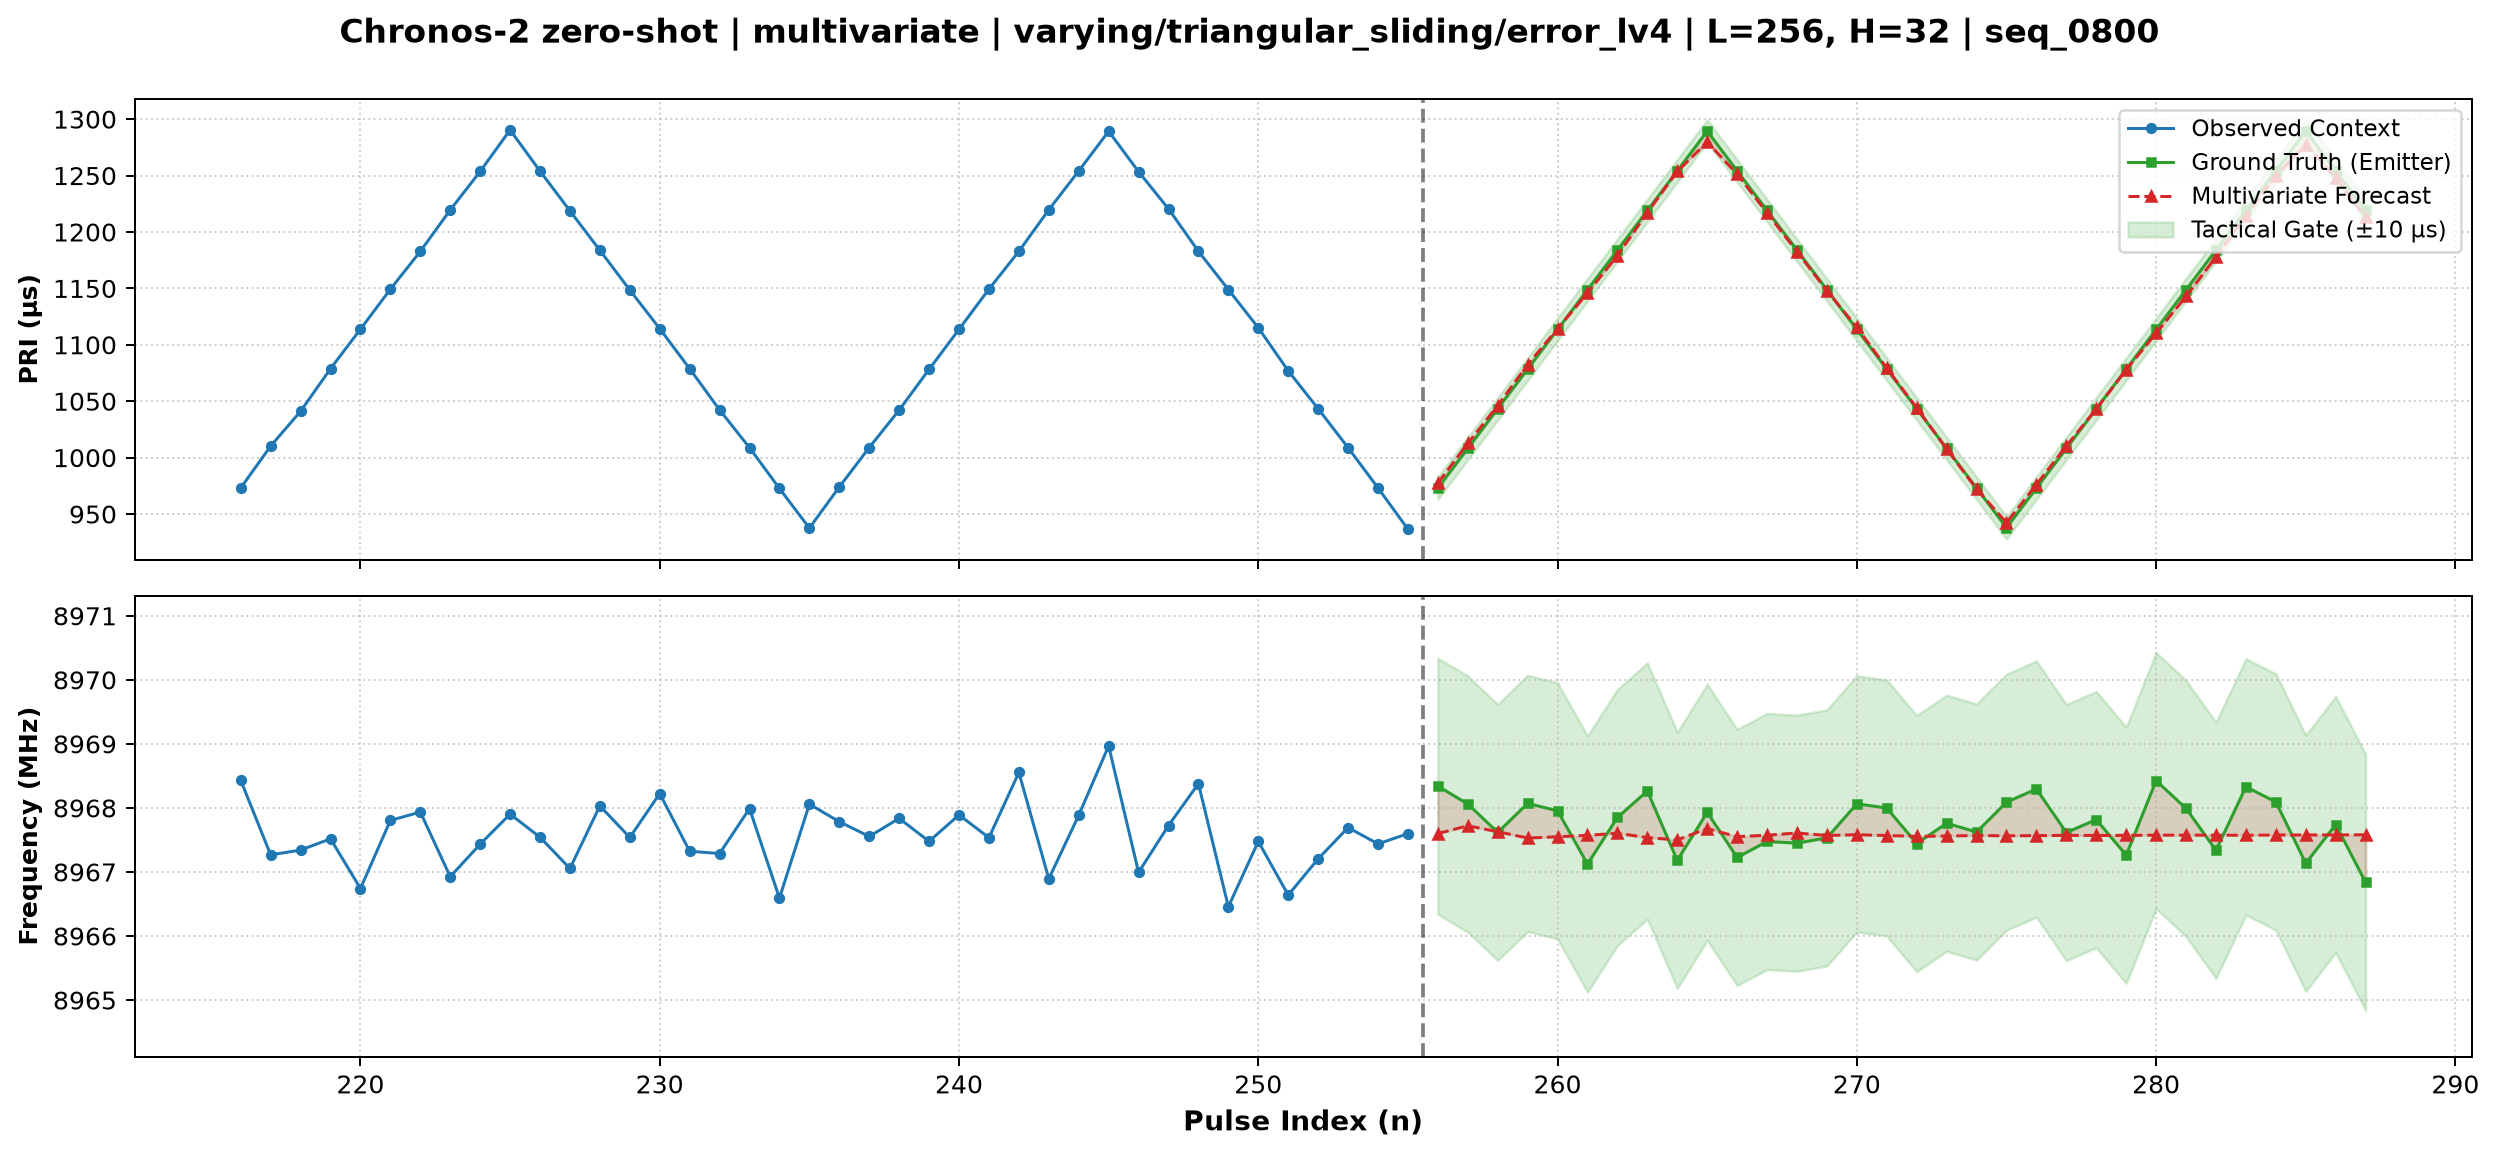 Chronos-2 zero-shot | multivariate | varying/triangular_sliding/error_lv4 | L=256, H=32 | seq_0800
PRI (µs)
1300
1250
1200
1150
1100
1050
1000
950
Observed Context
Ground Truth (Emitter)
Multivariate Forecast
Tactical Gate (±10 µs)
Frequency (MHz)
8971
8970
8969
8968
8967
8966
8965
220
230
240
250
260
270
280
290
Pulse Index (n)